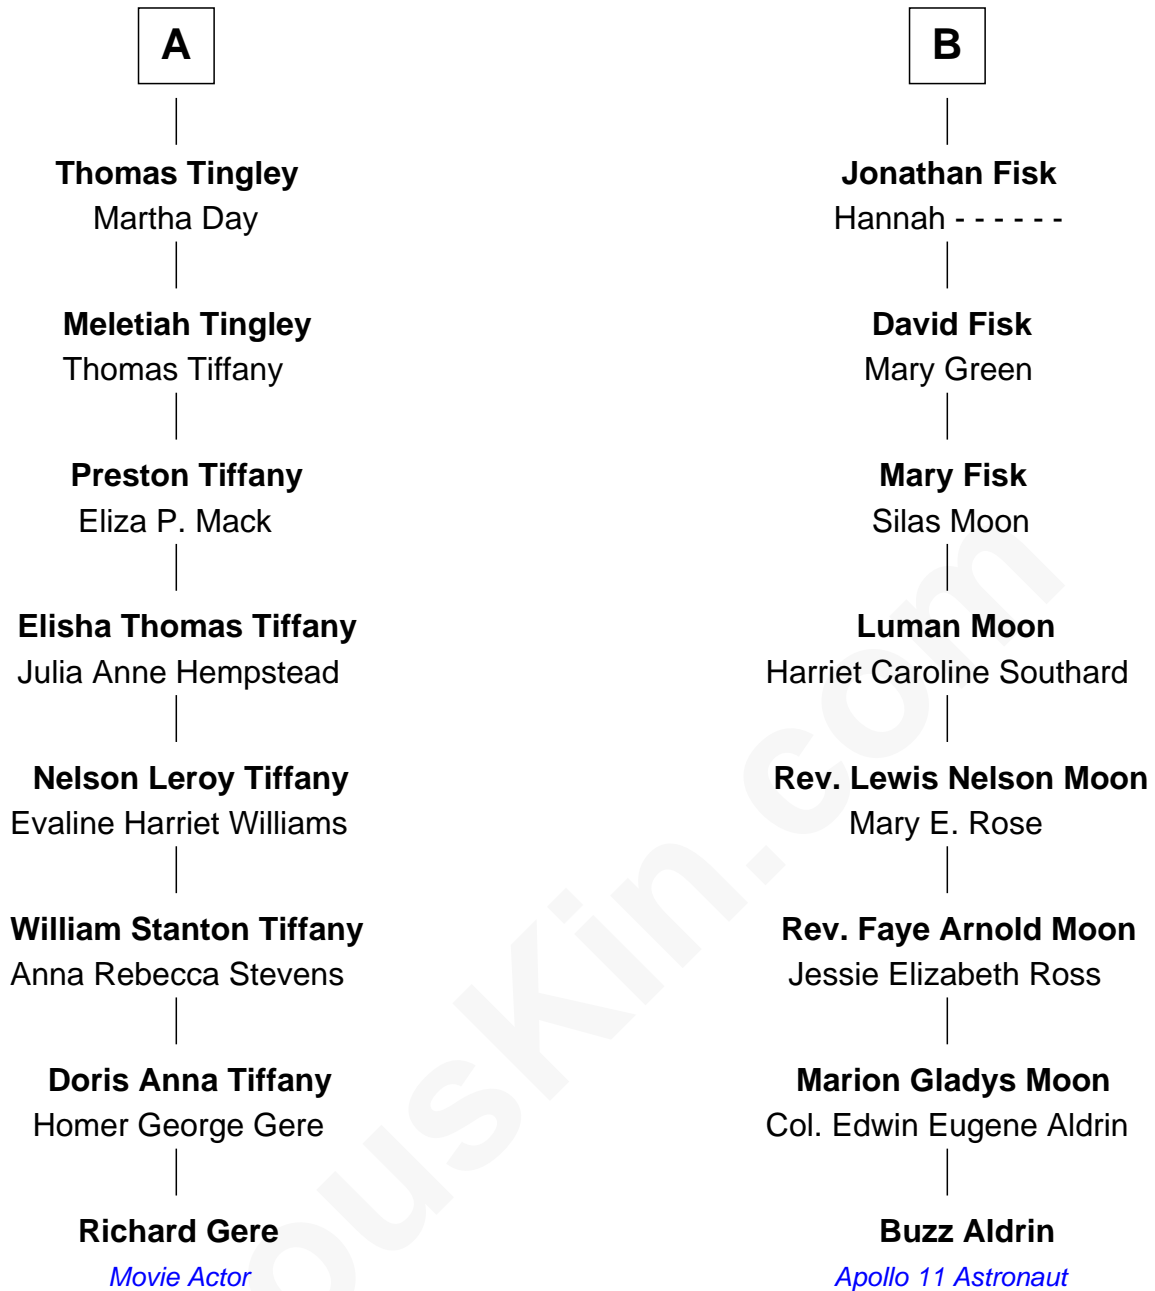 A
Thomas Tingley
Martha Day
Meletiah Tingley
Thomas Tiffany
Preston Tiffany
Eliza P. Mack
Elisha Thomas Tiffany
Julia Anne Hempstead
Nelson Leroy Tiffany
Evaline Harriet Williams
William Stanton Tiffany
Anna Rebecca Stevens
Doris Anna Tiffany
Homer George Gere
Richard Gere
Movie Actor
B
Jonathan Fisk
Hannah - - - - - -
David Fisk
Mary Green
Mary Fisk
Silas Moon
Luman Moon
Harriet Caroline Southard
Rev. Lewis Nelson Moon
Mary E. Rose
Rev. Faye Arnold Moon
Jessie Elizabeth Ross
Marion Gladys Moon
Col. Edwin Eugene Aldrin
Buzz Aldrin
Apollo 11 Astronaut
ouskin.com